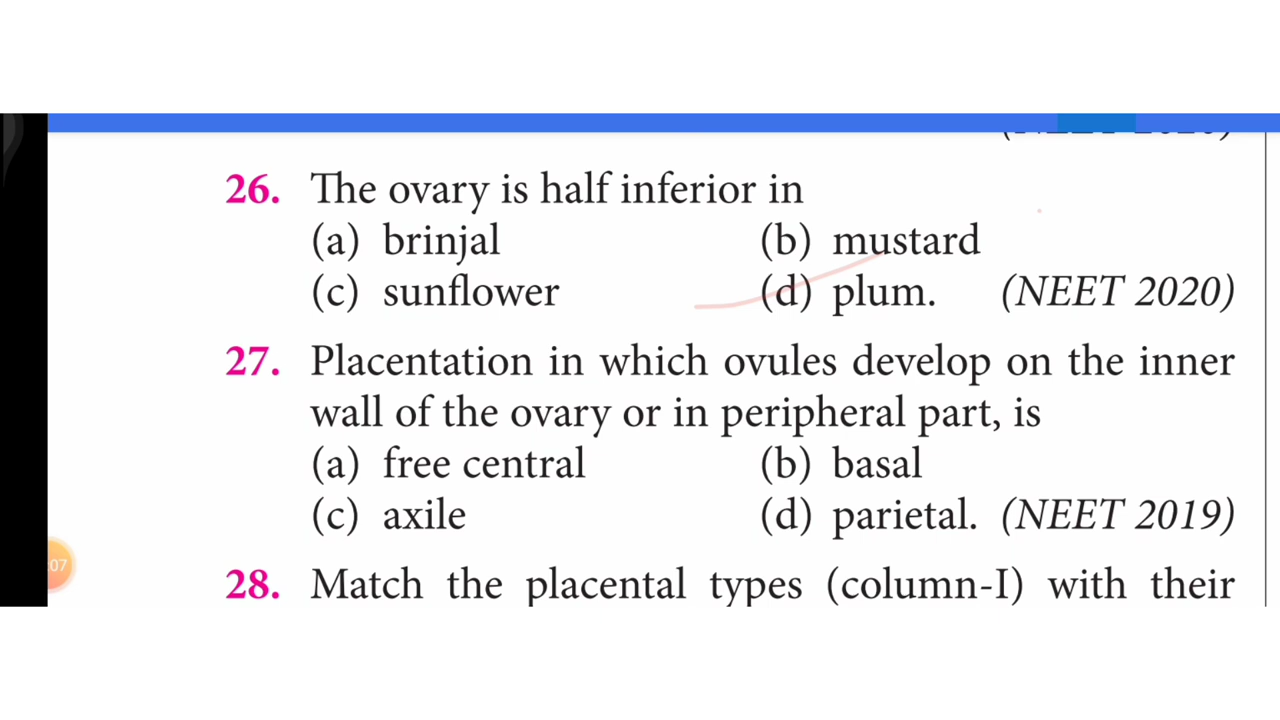 26. The ovary is half inferior in
(a) brinjal (b) mustard
(c) sunflower (d) plum. (NEET 2020)
27. Placentation in which ovules develop on the inner
wall of the ovary or in peripheral part, is
(a) free central (b) basal
(c) axile (d) parietal. (NEET 2019)
28. Match the placental types (column-I) with their
07